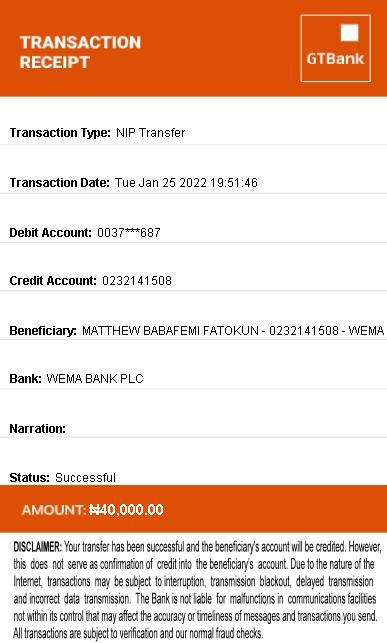 TRANSACTION
RECEIPT
GTBank
Transaction Type: NIP Transfer
Transaction Date: Tue Jan 25 2022 19:51:46
Debit Account: 0037***687
Credit Account: 0232141508
Beneficiary: MATTHEW BABAFEMI FATOKUN - 0232141508 - WEMA
Bank: WEMA BANK PLC
Narration:
Status: Successful
AMOUNT: ₦40,000.00
DISCLAIMER: Your transfer has been successful and the beneficiary's account will be credited. However,
this does not serve as confirmation of credit into the beneficiary's account. Due to the nature of the
Internet, transactions may be subject to interruption, transmission blackout, delayed transmission
and incorrect data transmission. The Bank is not liable for malfunctions in communications facilities
not within its control that may affect the accuracy or timeliness of messages and transactions you send.
All transactions are subject to verification and our normal fraud checks.